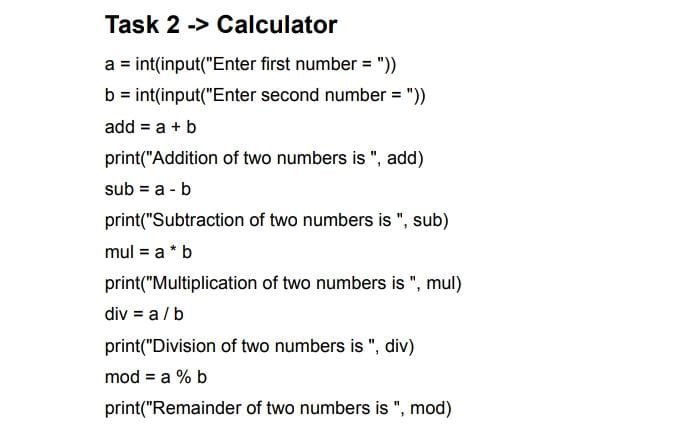 Task 2 -> Calculator
a = int(input("Enter first number = "))
b = int(input("Enter second number = "))
add = a + b
print("Addition of two numbers is ", add)
sub = a - b
print("Subtraction of two numbers is ", sub)
mul = a * b
print("Multiplication of two numbers is ", mul)
div = a / b
print("Division of two numbers is ", div)
mod = a % b
print("Remainder of two numbers is ", mod)